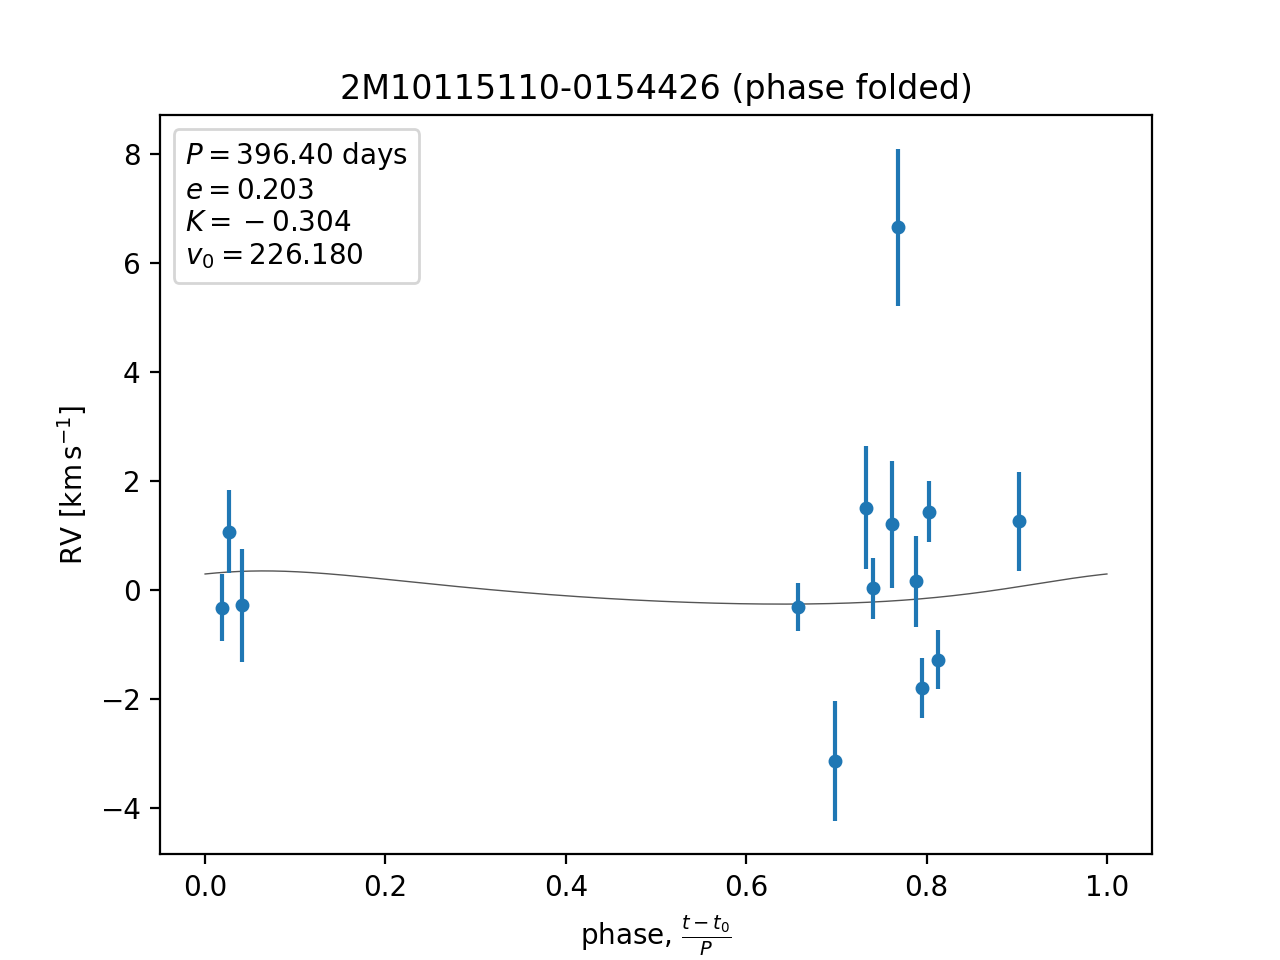 2M10115110-0154426 (phase folded)
P = 396.40 days
e = 0.203
K = −0.304
v₀ = 226.180
8
6
4
2
0
−2
−4
RV [km s⁻¹]
0.0 0.2 0.4 0.6 0.8 1.0
phase, (t − t₀)/P